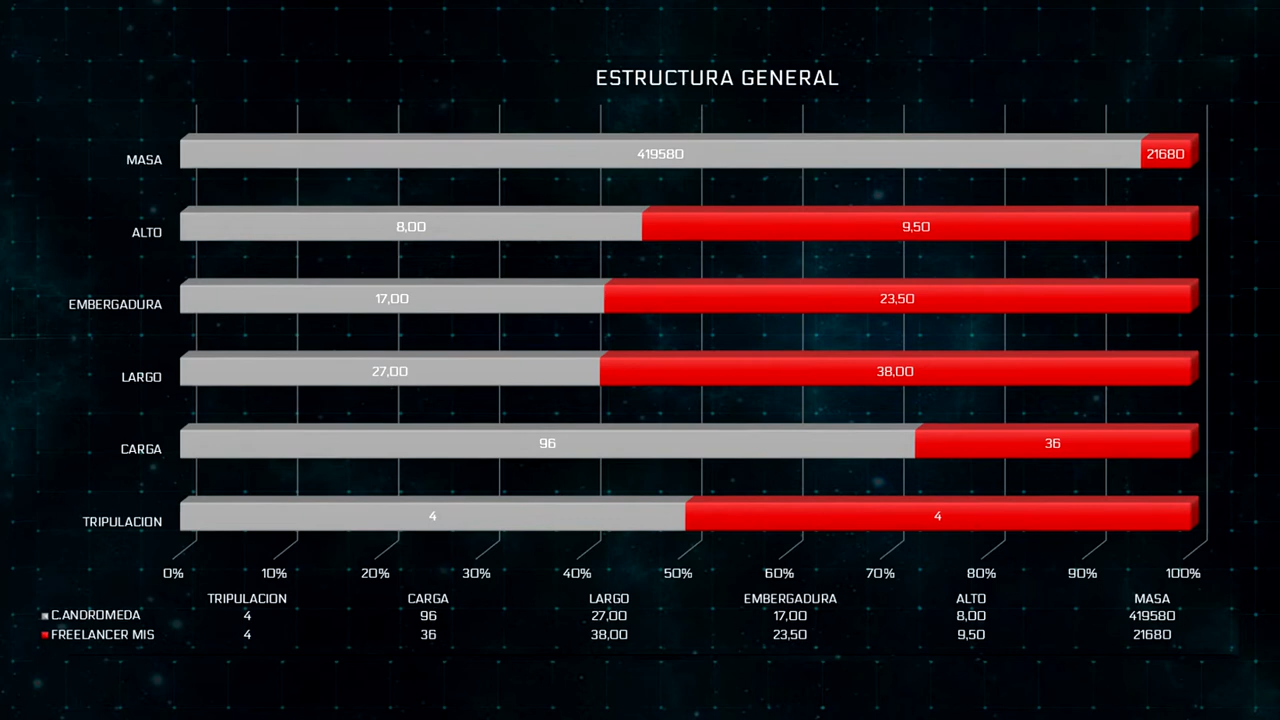 ESTRUCTURA GENERAL
MASA 419580 21680
ALTO 8,00 9,50
EMBERGADURA 17,00 23,50
LARGO 27,00 38,00
CARGA 96 36
TRIPULACION 4 4
0% 10% 20% 30% 40% 50% 60% 70% 80% 90% 100%
TRIPULACION CARGA LARGO EMBERGADURA ALTO MASA
C.ANDROMEDA 4 96 27,00 17,00 8,00 419580
FREELANCER MIS 4 36 38,00 23,50 9,50 21680